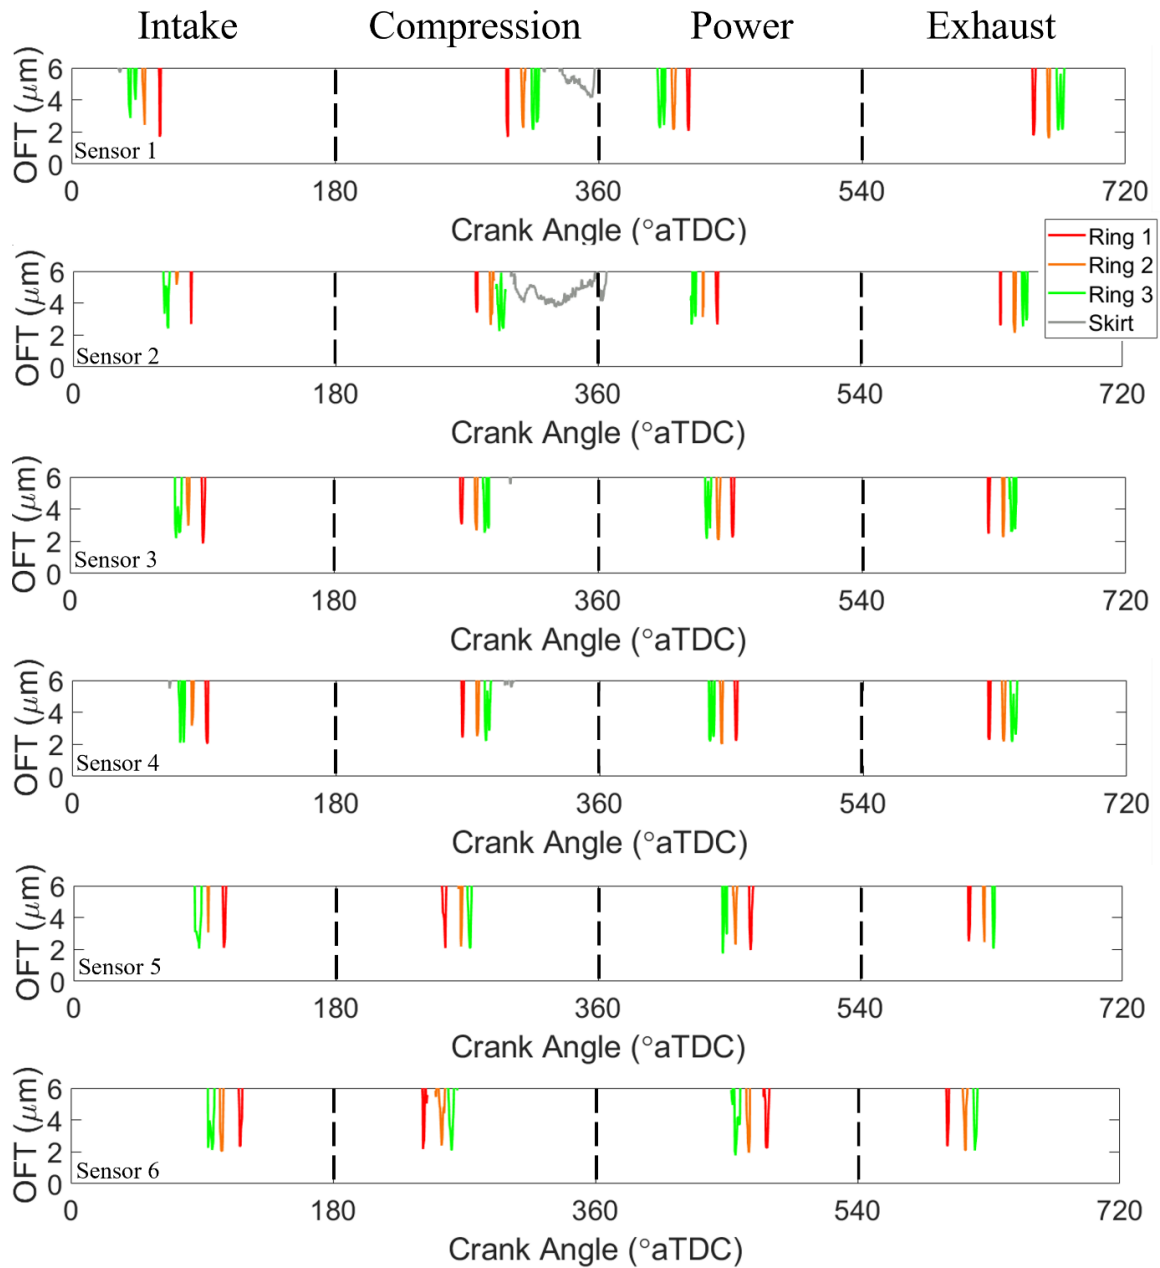 Intake Compression Power Exhaust
OFT (μm)
6
4
2
0
Sensor 1
0 180 360 540 720
Crank Angle (°aTDC)
Ring 1
Ring 2
Ring 3
Skirt
OFT (μm)
6
4
2
0
Sensor 2
0 180 360 540 720
Crank Angle (°aTDC)
OFT (μm)
6
4
2
0
Sensor 3
0 180 360 540 720
Crank Angle (°aTDC)
OFT (μm)
6
4
2
0
Sensor 4
0 180 360 540 720
Crank Angle (°aTDC)
OFT (μm)
6
4
2
0
Sensor 5
0 180 360 540 720
Crank Angle (°aTDC)
OFT (μm)
6
4
2
0
Sensor 6
0 180 360 540 720
Crank Angle (°aTDC)